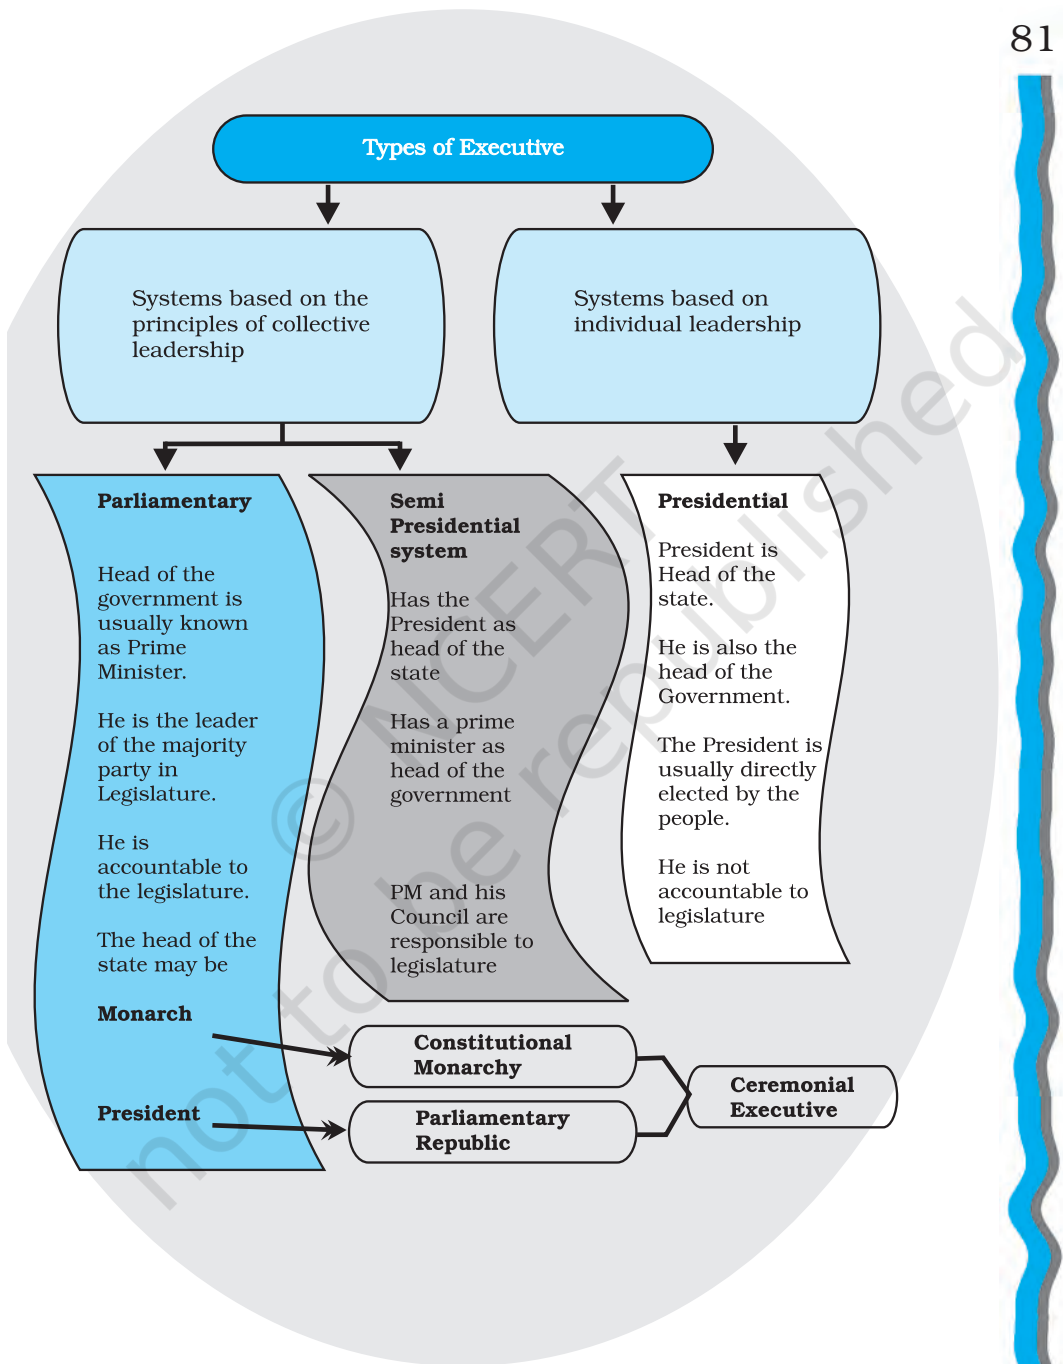 81
Types of Executive
Systems based on the
principles of collective
leadership
Systems based on
individual leadership
Parliamentary
Head of the
government is
usually known
as Prime
Minister.
He is the leader
of the majority
party in
Legislature.
He is
accountable to
the legislature.
The head of the
state may be
Monarch
President
Semi
Presidential
system
Has the
President as
head of the
state
Has a prime
minister as
head of the
government
PM and his
Council are
responsible to
legislature
Presidential
President is
Head of the
state.
He is also the
head of the
Government.
The President is
usually directly
elected by the
people.
He is not
accountable to
legislature
Constitutional
Monarchy
Parliamentary
Republic
Ceremonial
Executive
© NCERT
not to be republished